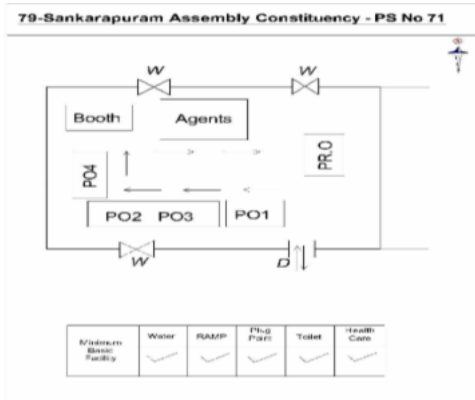 79-Sankarapuram Assembly Constituency - PS No 71
N
W W
Booth Agents
PO4 PR.O
PO2 PO3 PO1
W D
Minimum Basic Facility Water RAMP Plug Point Toilet Health Care